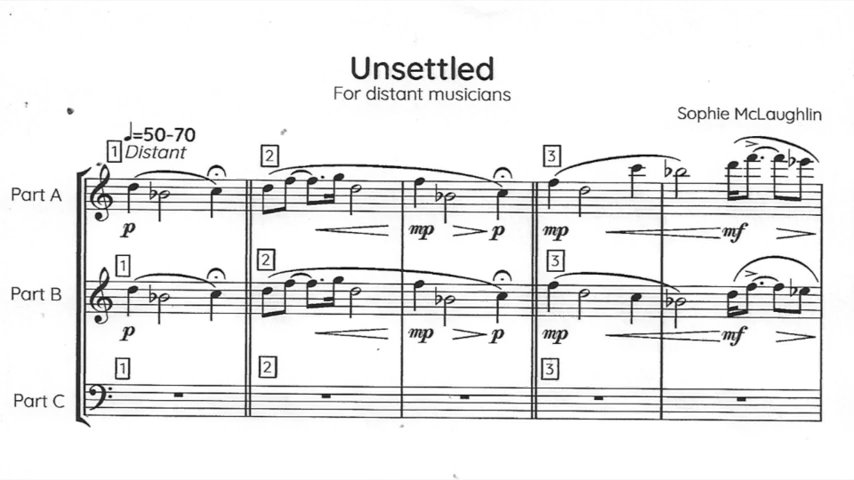 Unsettled
For distant musicians
Sophie McLaughlin
♩=50-70
1 Distant 2 3
Part A
p mp p mp mf
1 2 3
Part B
p mp p mp mf
1 2 3
Part C